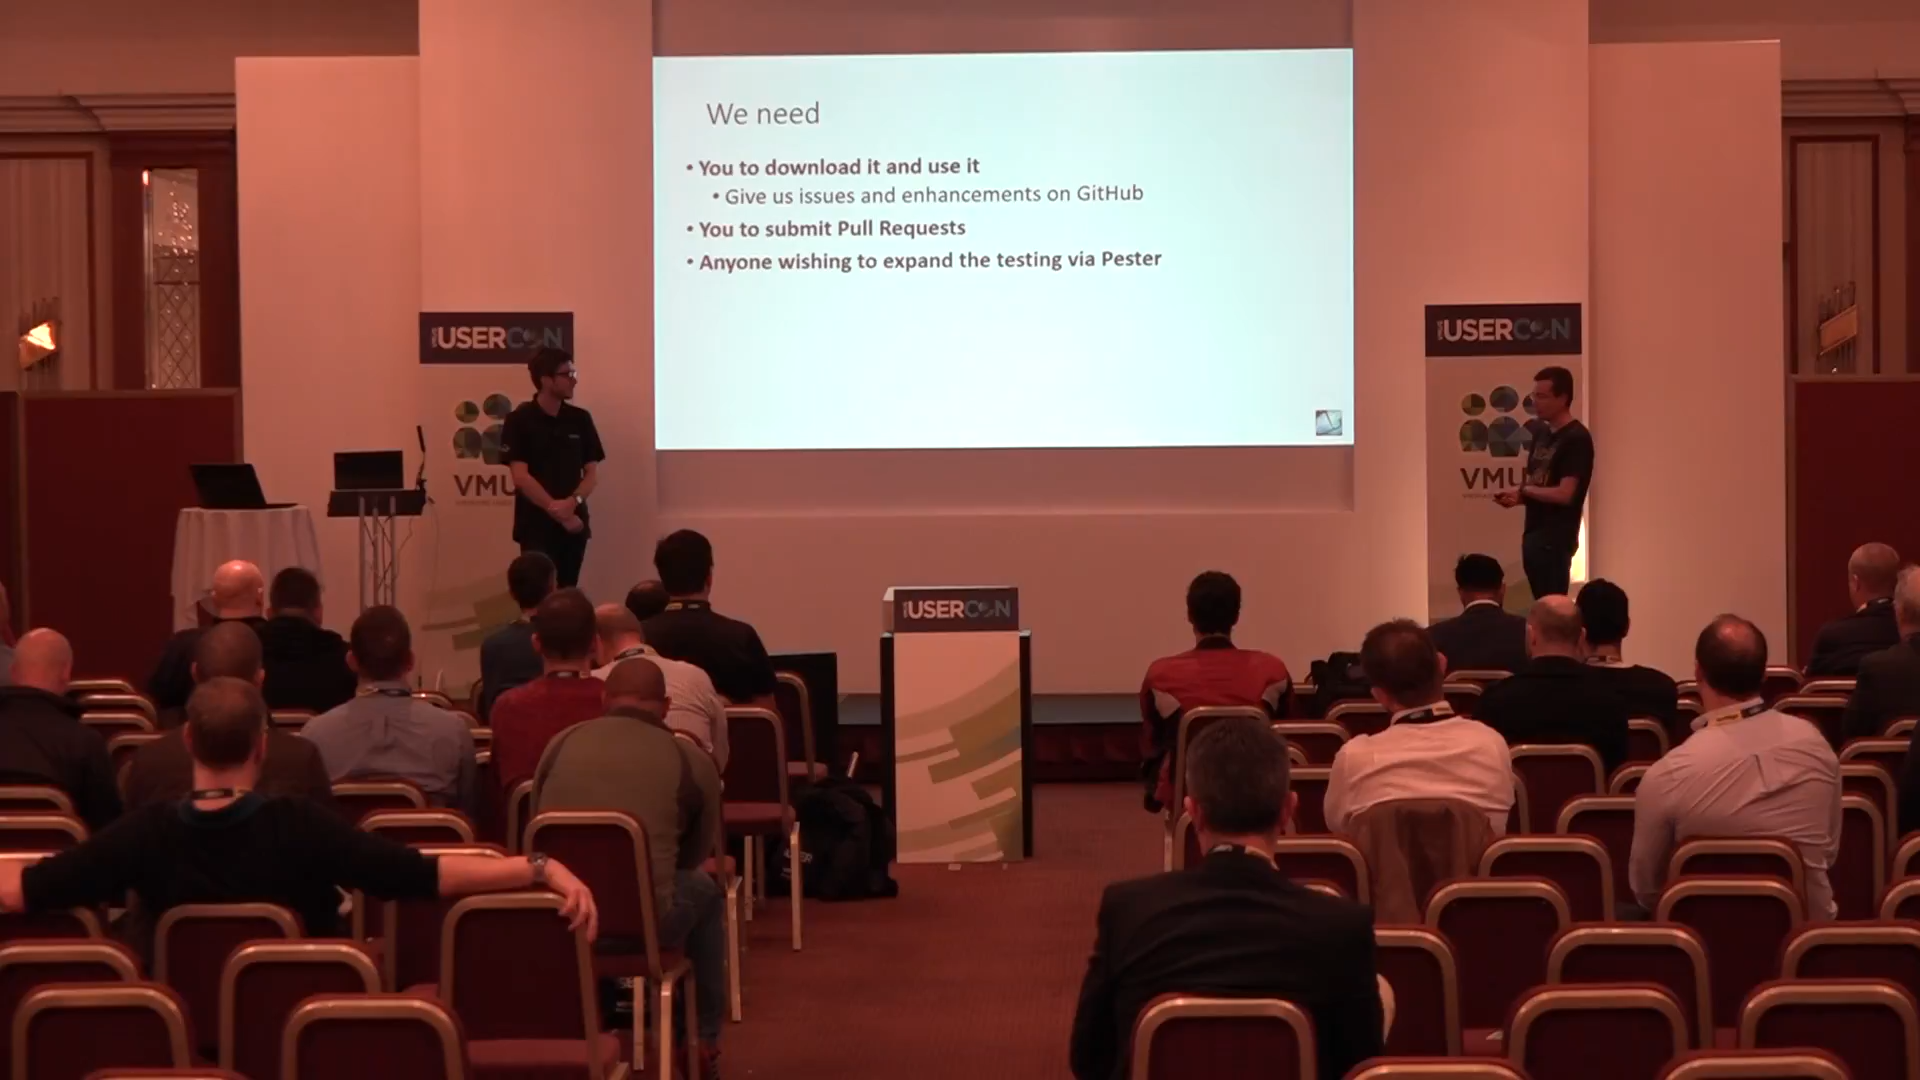 We need
• You to download it and use it
• Give us issues and enhancements on GitHub
• You to submit Pull Requests
• Anyone wishing to expand the testing via Pester
USERCON
USERCON
VMU
VMU
USERCON